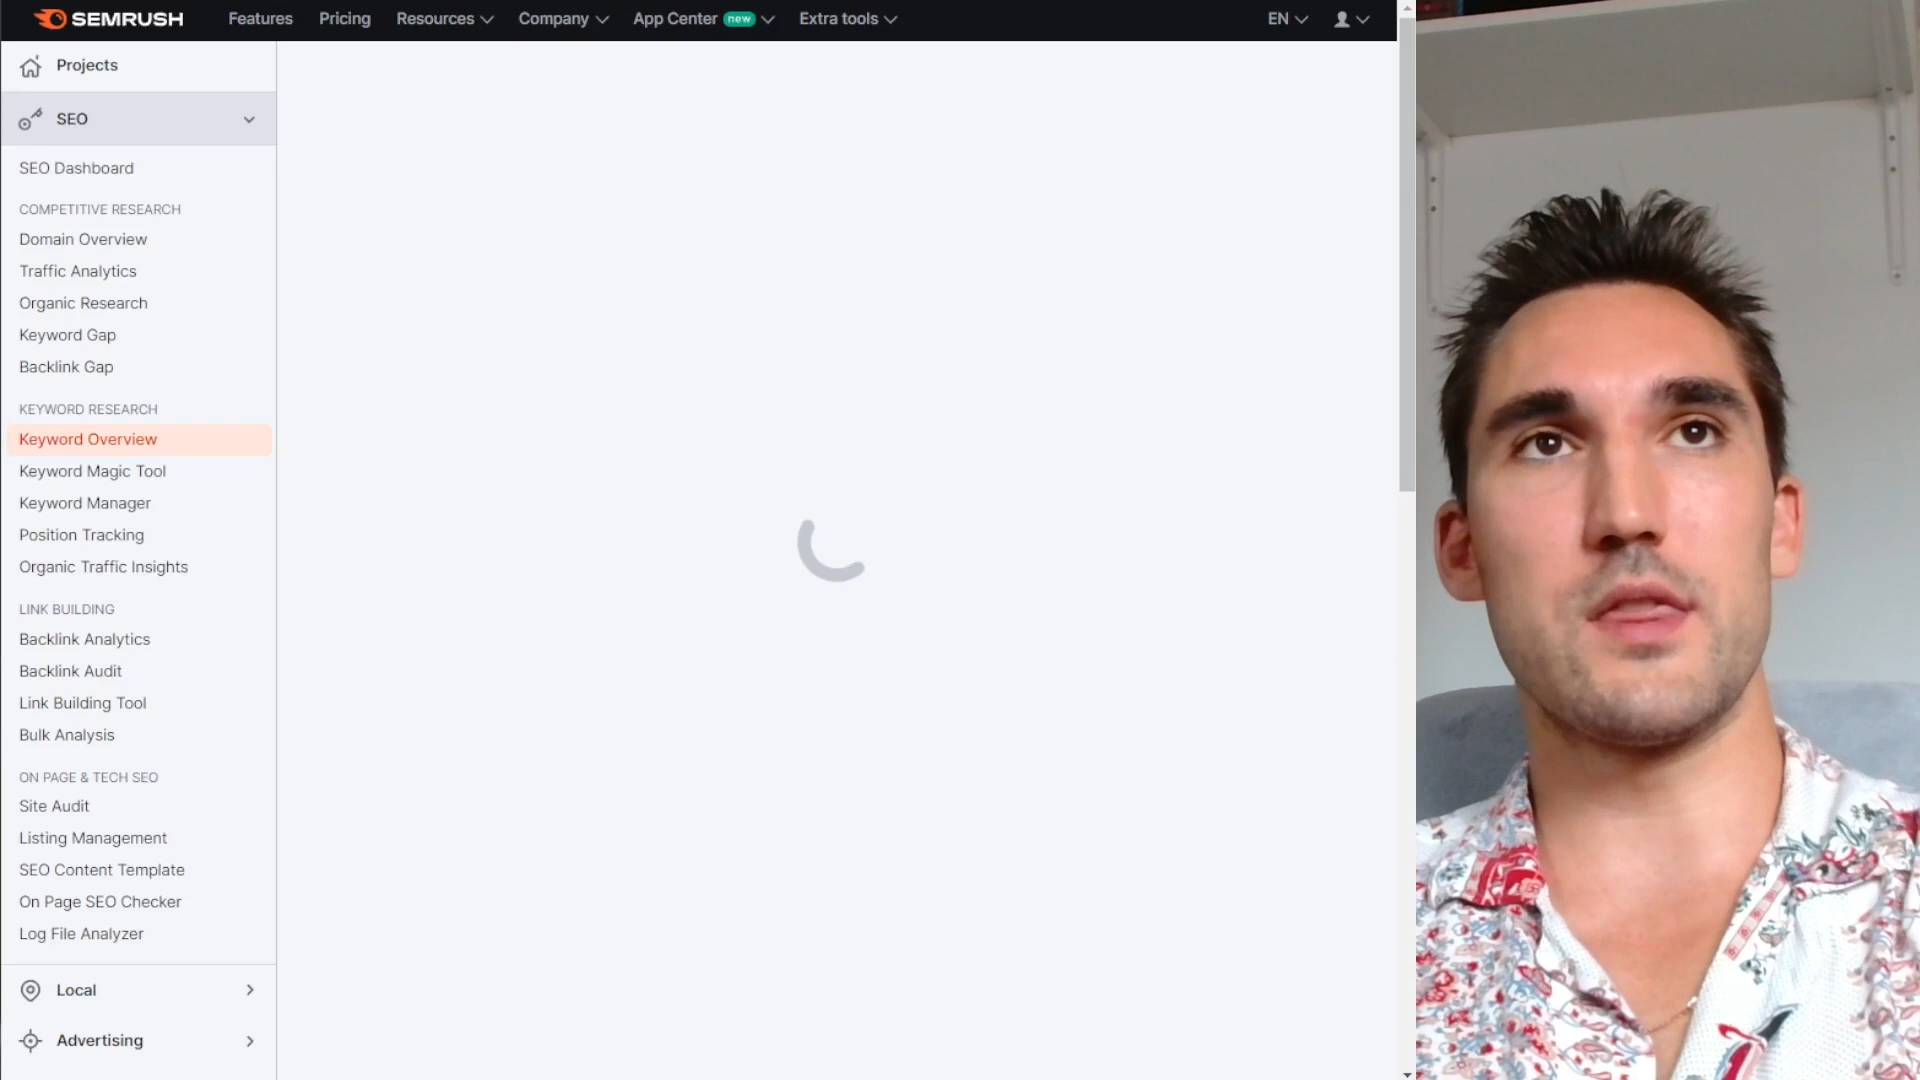 SEMRUSH
Features
Pricing
Resources
Company
App Center new
Extra tools
EN
Projects
SEO
SEO Dashboard
COMPETITIVE RESEARCH
Domain Overview
Traffic Analytics
Organic Research
Keyword Gap
Backlink Gap
KEYWORD RESEARCH
Keyword Overview
Keyword Magic Tool
Keyword Manager
Position Tracking
Organic Traffic Insights
LINK BUILDING
Backlink Analytics
Backlink Audit
Link Building Tool
Bulk Analysis
ON PAGE & TECH SEO
Site Audit
Listing Management
SEO Content Template
On Page SEO Checker
Log File Analyzer
Local
Advertising